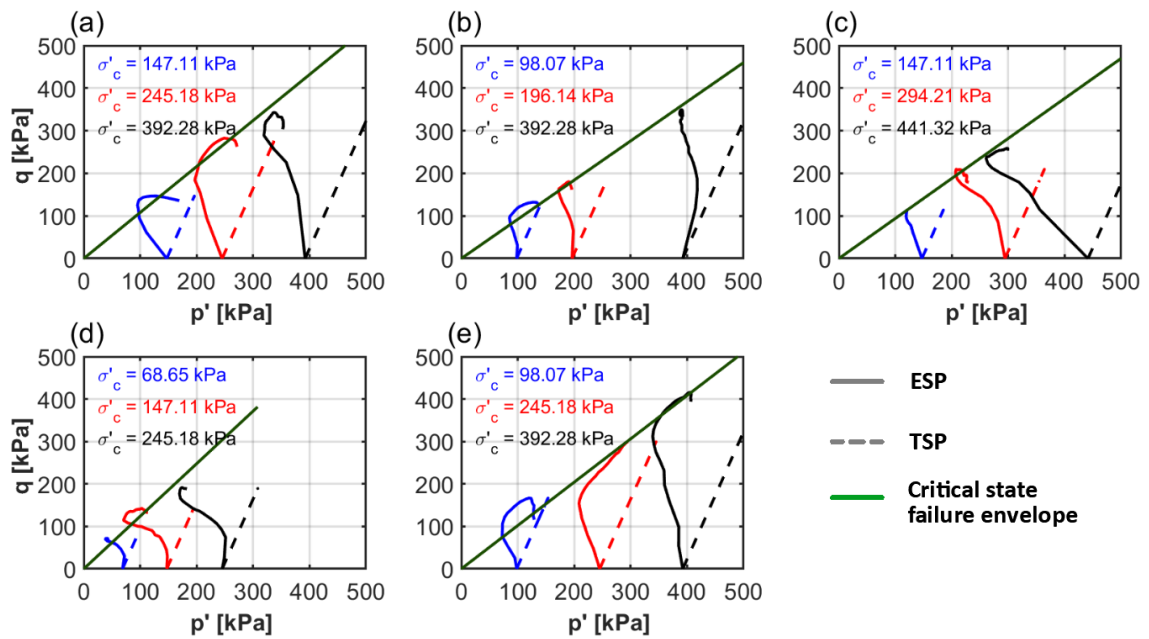 (a)
500
400
300
200
100
0
q [kPa]
σ'c = 147.11 kPa
σ'c = 245.18 kPa
σ'c = 392.28 kPa
0 100 200 300 400 500
p' [kPa]
(b)
500
400
300
200
100
0
σ'c = 98.07 kPa
σ'c = 196.14 kPa
σ'c = 392.28 kPa
0 100 200 300 400 500
p' [kPa]
(c)
500
400
300
200
100
0
σ'c = 147.11 kPa
σ'c = 294.21 kPa
σ'c = 441.32 kPa
0 100 200 300 400 500
p' [kPa]
(d)
500
400
300
200
100
0
q [kPa]
σ'c = 68.65 kPa
σ'c = 147.11 kPa
σ'c = 245.18 kPa
0 100 200 300 400 500
p' [kPa]
(e)
500
400
300
200
100
0
σ'c = 98.07 kPa
σ'c = 245.18 kPa
σ'c = 392.28 kPa
0 100 200 300 400 500
p' [kPa]
ESP
TSP
Critical state
failure envelope